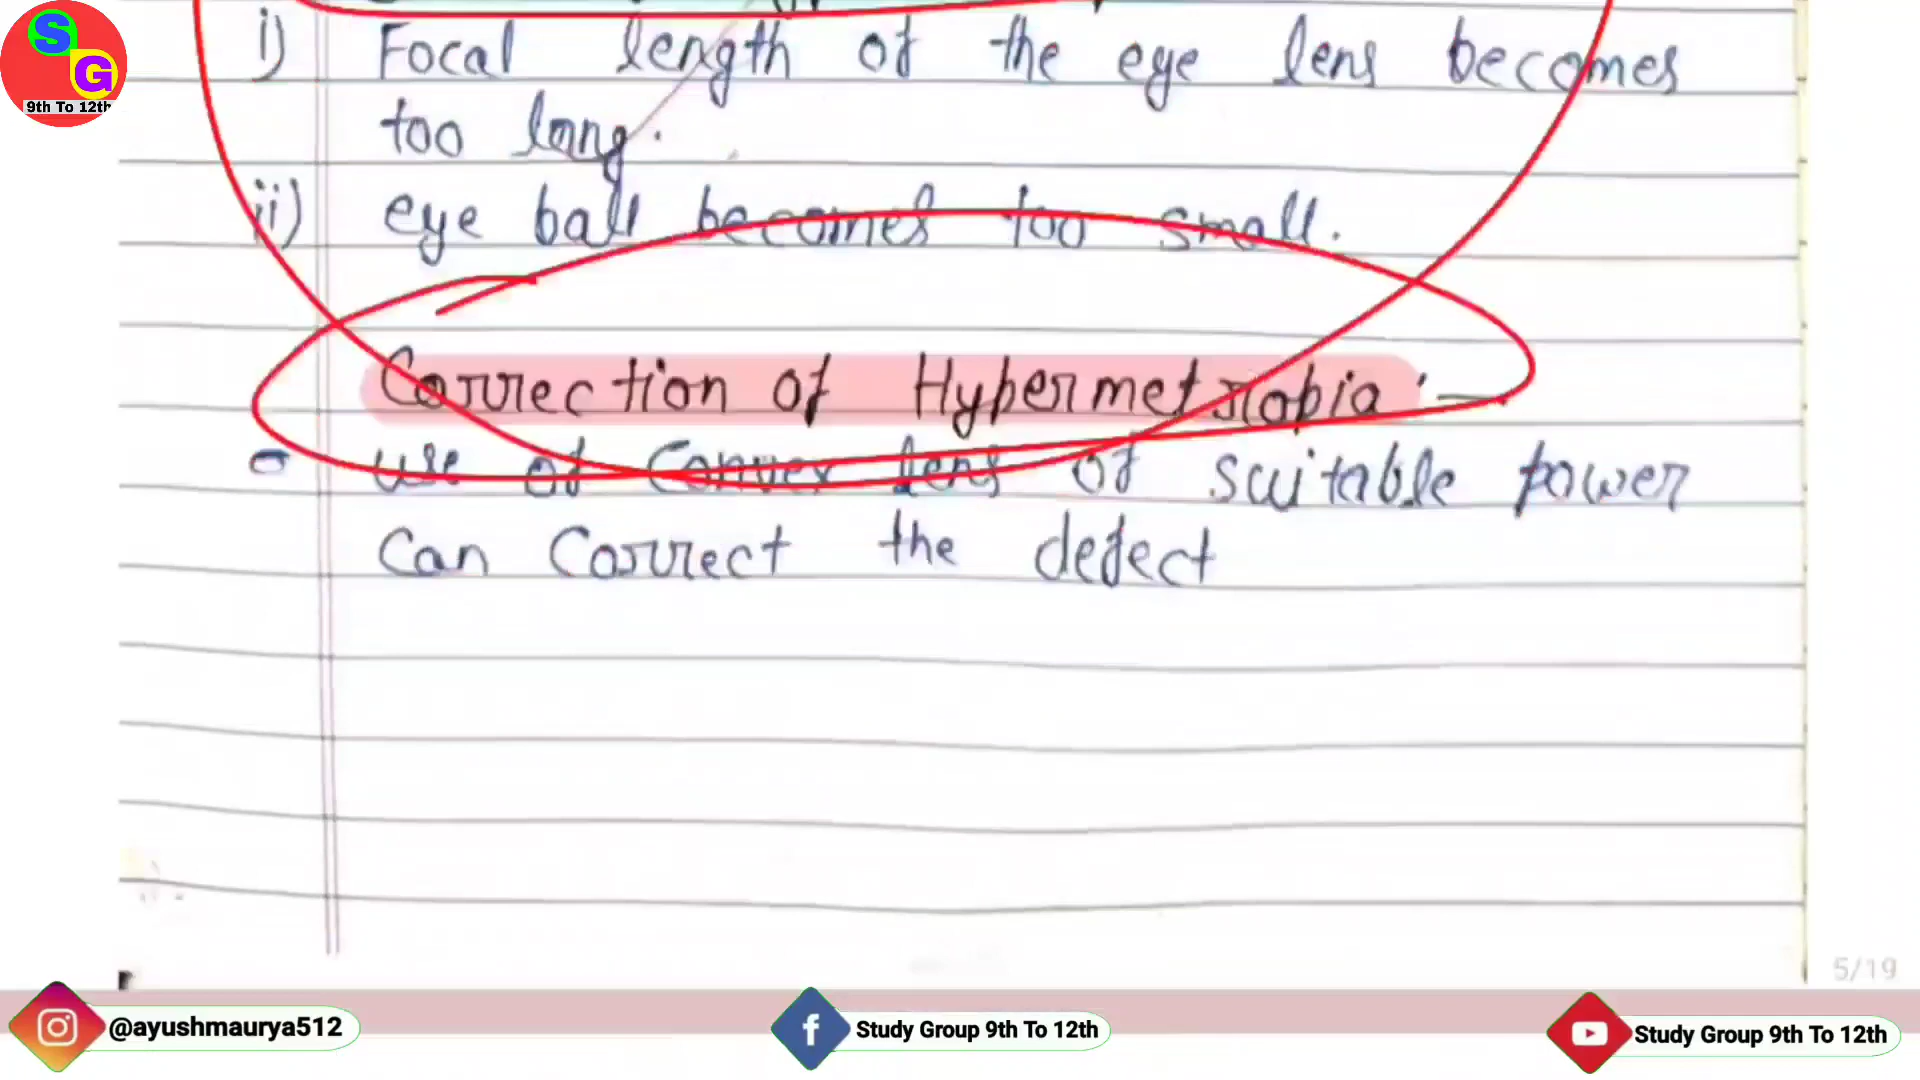 S
G
9th To 12th
i) Focal length of the eye lens becomes
too long.
ii) eye ball becomes too small.
Correction of Hypermetropia :-
use of convex lens of suitable power
can correct the defect
5/19
@ayushmaurya512
Study Group 9th To 12th
Study Group 9th To 12th